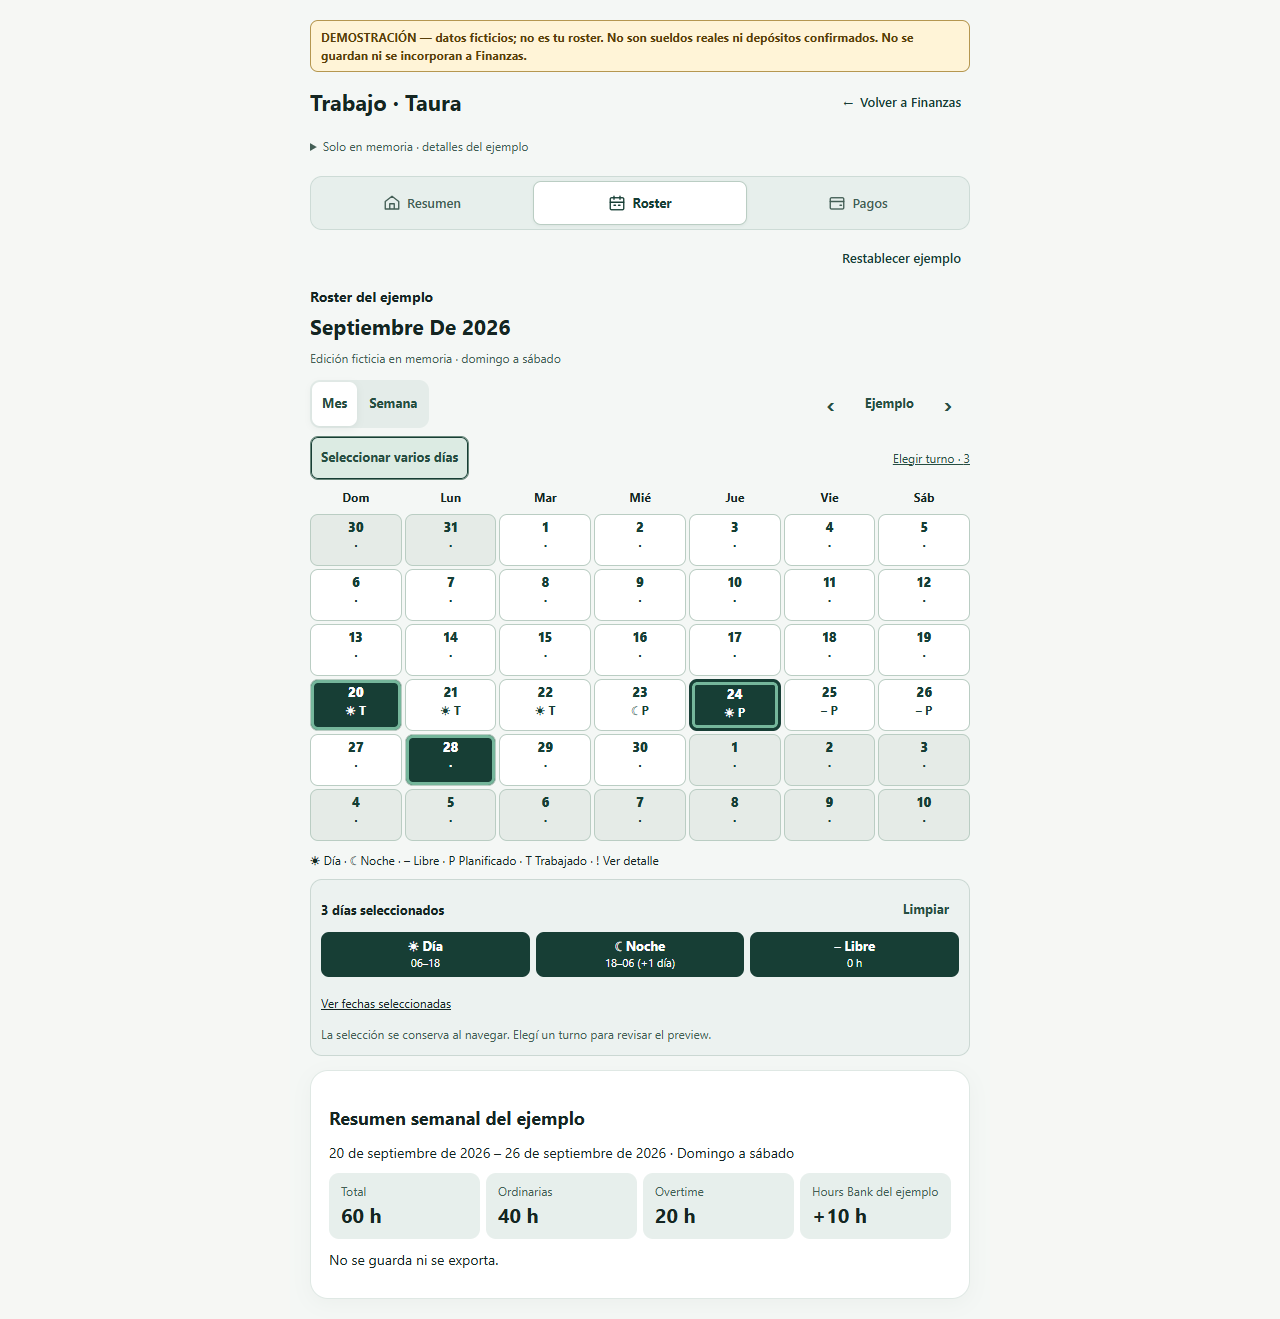 DEMOSTRACIÓN — datos ficticios; no es tu roster. No son sueldos reales ni depósitos confirmados. No se
guardan ni se incorporan a Finanzas.
Trabajo · Taura
← Volver a Finanzas
▶ Solo en memoria · detalles del ejemplo
Resumen
Roster
Pagos
Restablecer ejemplo
Roster del ejemplo
Septiembre De 2026
Edición ficticia en memoria · domingo a sábado
Mes Semana
‹ Ejemplo ›
Seleccionar varios días
Elegir turno · 3
Dom Lun Mar Mié Jue Vie Sáb
30 31 1 2 3 4 5
· · · · · · ·
6 7 8 9 10 11 12
· · · · · · ·
13 14 15 16 17 18 19
· · · · · · ·
20 21 22 23 24 25 26
☀ T ☀ T ☀ T ☾ P ☀ P – P – P
27 28 29 30 1 2 3
· · · · · · ·
4 5 6 7 8 9 10
· · · · · · ·
☀ Día · ☾ Noche · – Libre · P Planificado · T Trabajado · ! Ver detalle
3 días seleccionados
Limpiar
☀ Día ☾ Noche – Libre
06–18 18–06 (+1 día) 0 h
Ver fechas seleccionadas
La selección se conserva al navegar. Elegí un turno para revisar el preview.
Resumen semanal del ejemplo
20 de septiembre de 2026 – 26 de septiembre de 2026 · Domingo a sábado
Total Ordinarias Overtime Hours Bank del ejemplo
60 h 40 h 20 h +10 h
No se guarda ni se exporta.